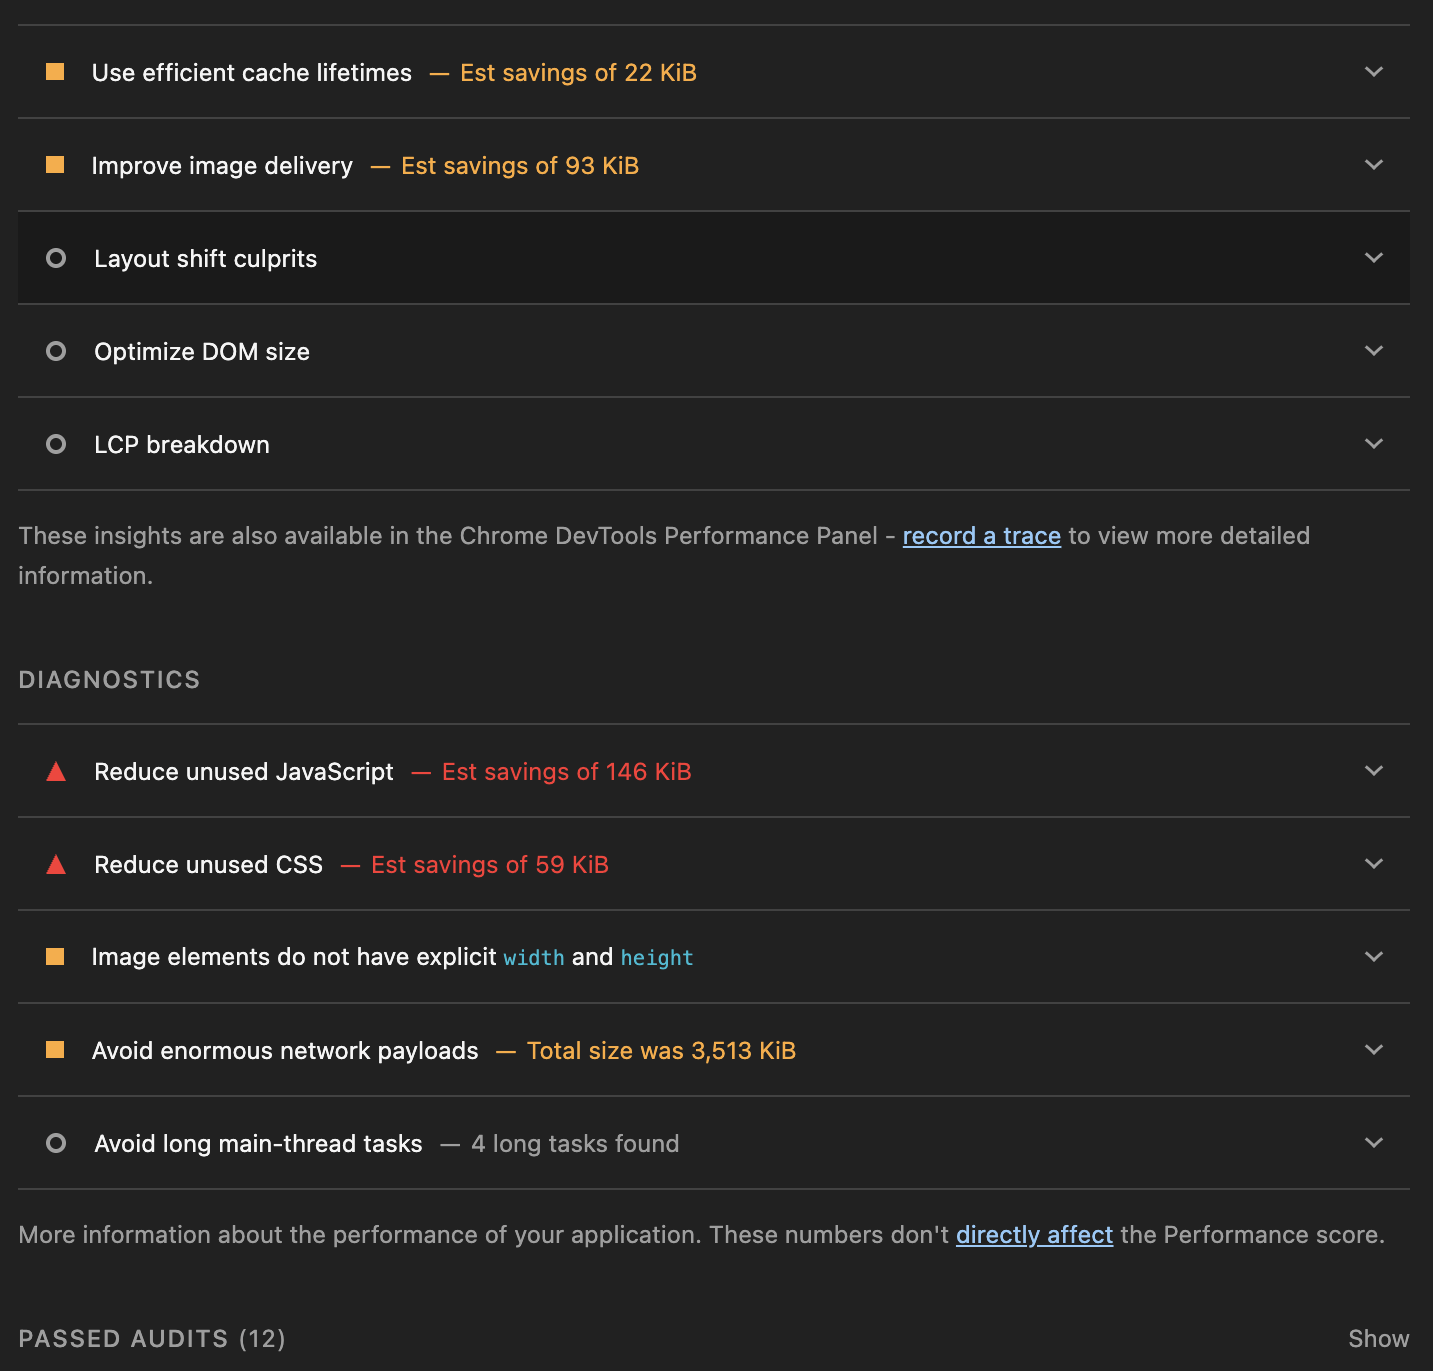 Use efficient cache lifetimes — Est savings of 22 KiB
Improve image delivery — Est savings of 93 KiB
Layout shift culprits
Optimize DOM size
LCP breakdown
These insights are also available in the Chrome DevTools Performance Panel - record a trace to view more detailed
information.
DIAGNOSTICS
Reduce unused JavaScript — Est savings of 146 KiB
Reduce unused CSS — Est savings of 59 KiB
Image elements do not have explicit width and height
Avoid enormous network payloads — Total size was 3,513 KiB
Avoid long main-thread tasks — 4 long tasks found
More information about the performance of your application. These numbers don't directly affect the Performance score.
PASSED AUDITS (12) Show